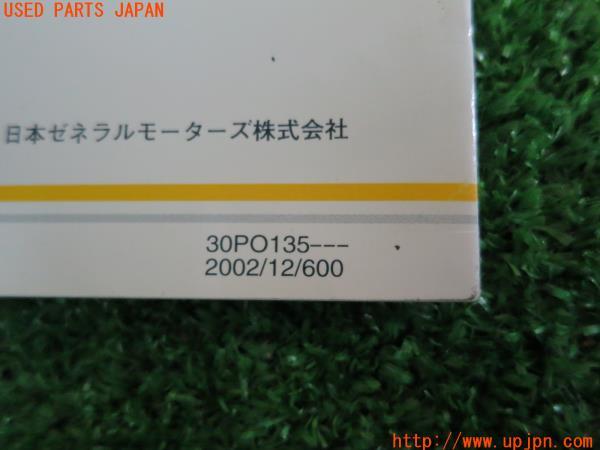 USED PARTS JAPAN
日本ゼネラルモーターズ株式会社
30PO135---
2002/12/600
http://www.upjpn.com/